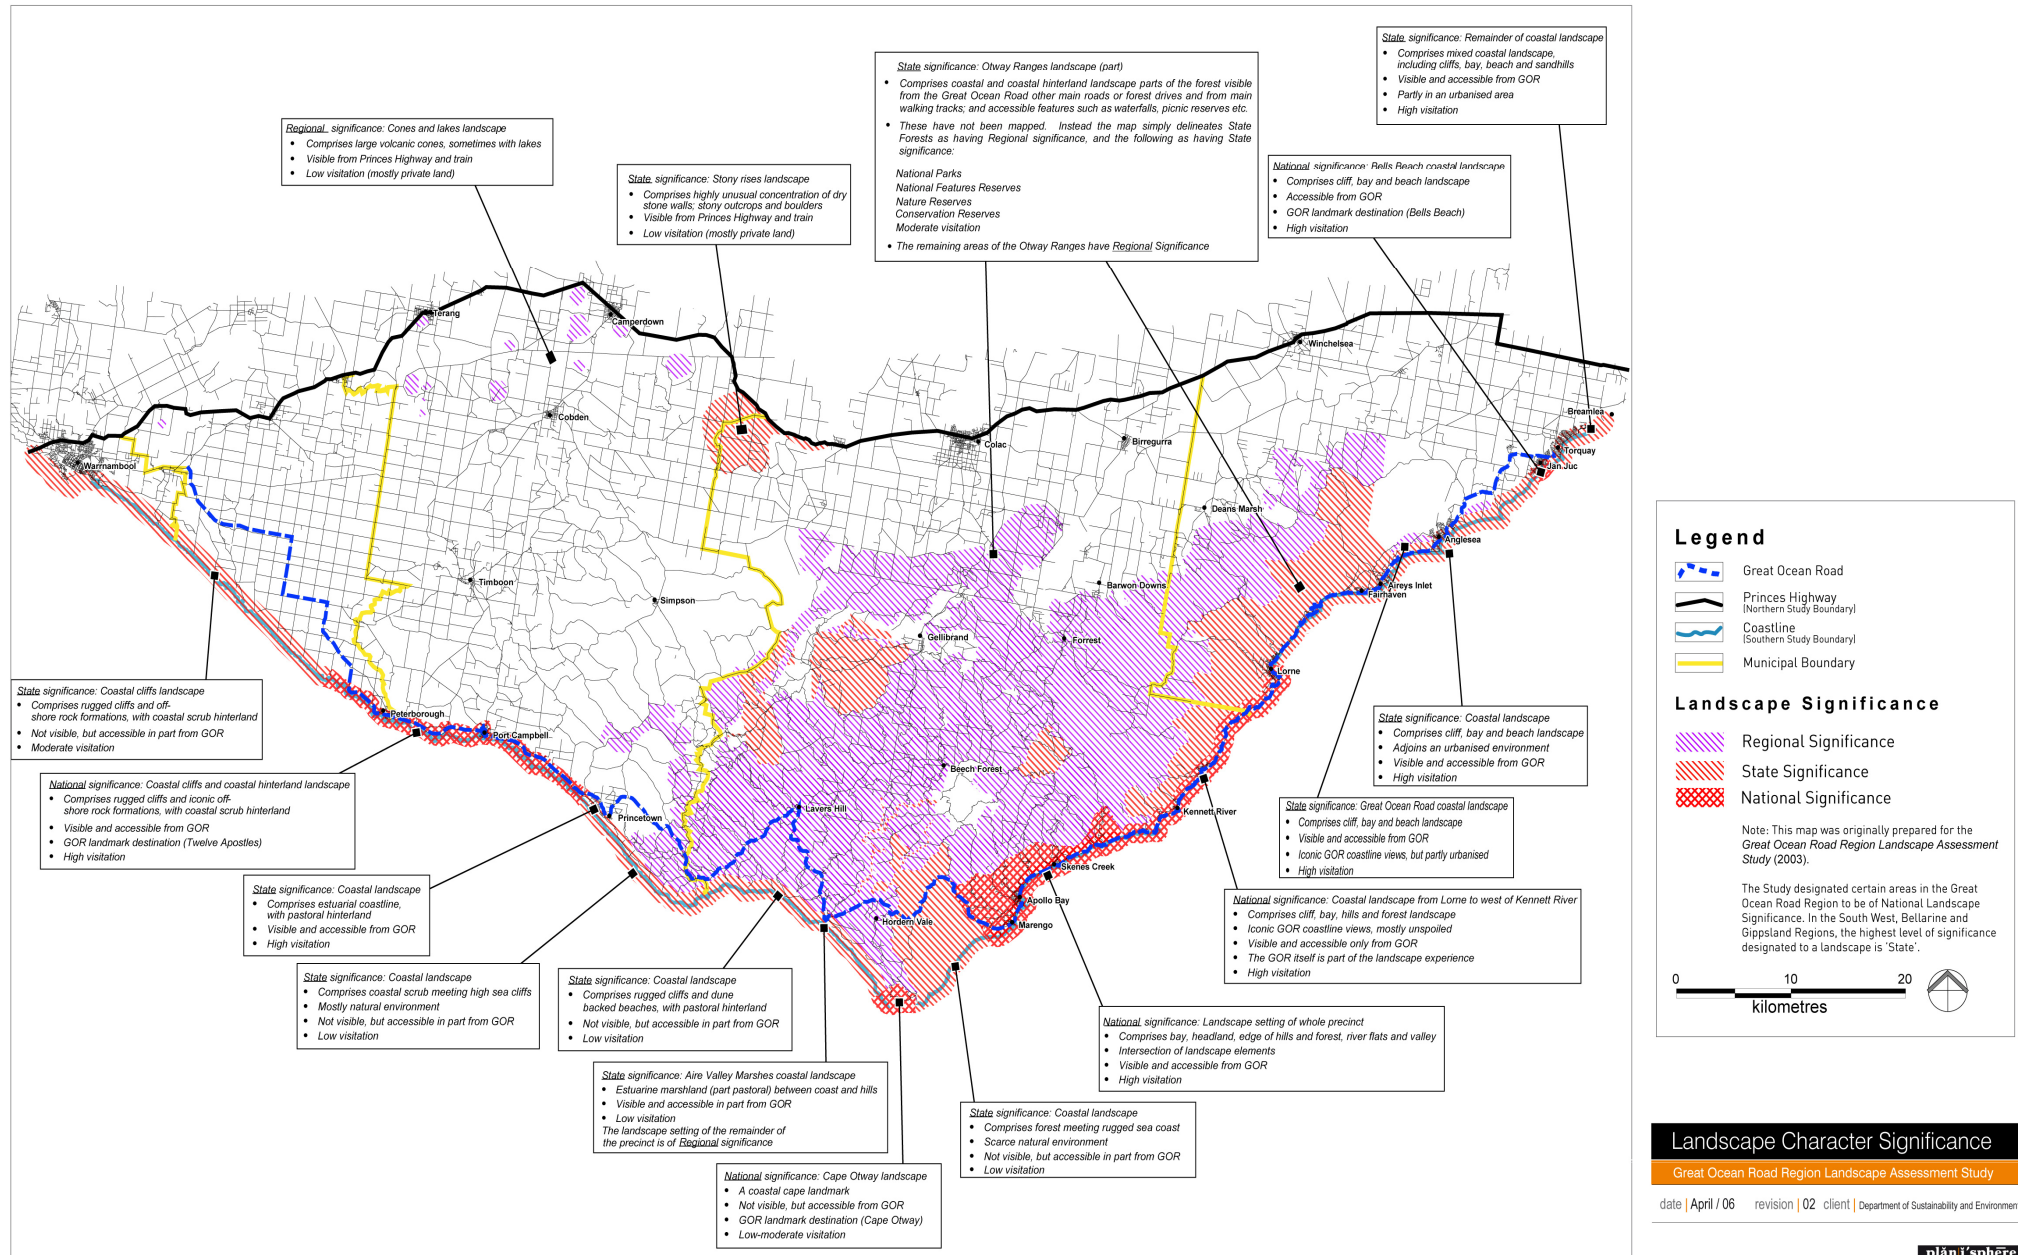 State significance: Remainder of coastal landscape
• Comprises mixed coastal landscape,
including cliffs, bay, beach and sandhills
• Visible and accessible from GOR
• Partly in an urbanised area
• High visitation
State significance: Otway Ranges landscape (part)
• Comprises coastal and coastal hinterland landscape parts of the forest visible
from the Great Ocean Road other main roads or forest drives and from main
walking tracks; and accessible features such as waterfalls, picnic reserves etc.
• These have not been mapped. Instead the map simply delineates State
Forests as having Regional significance, and the following as having State
significance:
National Parks
National Features Reserves
Nature Reserves
Conservation Reserves
Moderate visitation
• The remaining areas of the Otway Ranges have Regional Significance
Regional significance: Cones and lakes landscape
• Comprises large volcanic cones, sometimes with lakes
• Visible from Princes Highway and train
• Low visitation (mostly private land)
State significance: Stony rises landscape
• Comprises highly unusual concentration of dry
stone walls; stony outcrops and boulders
• Visible from Princes Highway and train
• Low visitation (mostly private land)
National significance: Bells Beach coastal landscape
• Comprises cliff, bay and beach landscape
• Accessible from GOR
• GOR landmark destination (Bells Beach)
• High visitation
Terang
Camperdown
Winchelsea
Cobden
Breamlea
Colac
Birregurra
Torquay
Jan Juc
Warrnambool
Deans Marsh
Anglesea
Timboon
Simpson
Barwon Downs
Aireys Inlet
Fairhaven
Gellibrand
Forrest
Lorne
Peterborough
Port Campbell
Beech Forest
Lavers Hill
Princetown
Kennett River
Skenes Creek
Apollo Bay
Hordern Vale
Marengo
State significance: Coastal cliffs landscape
• Comprises rugged cliffs and off-
shore rock formations, with coastal scrub hinterland
• Not visible, but accessible in part from GOR
• Moderate visitation
National significance: Coastal cliffs and coastal hinterland landscape
• Comprises rugged cliffs and iconic off-
shore rock formations, with coastal scrub hinterland
• Visible and accessible from GOR
• GOR landmark destination (Twelve Apostles)
• High visitation
State significance: Coastal landscape
• Comprises estuarial coastline,
with pastoral hinterland
• Visible and accessible from GOR
• High visitation
State significance: Coastal landscape
• Comprises coastal scrub meeting high sea cliffs
• Mostly natural environment
• Not visible, but accessible in part from GOR
• Low visitation
State significance: Coastal landscape
• Comprises rugged cliffs and dune
backed beaches, with pastoral hinterland
• Not visible, but accessible in part from GOR
• Low visitation
State significance: Aire Valley Marshes coastal landscape
• Estuarine marshland (part pastoral) between coast and hills
• Visible and accessible in part from GOR
• Low visitation
The landscape setting of the remainder of
the precinct is of Regional significance
National significance: Cape Otway landscape
• A coastal cape landmark
• Not visible, but accessible from GOR
• GOR landmark destination (Cape Otway)
• Low-moderate visitation
State significance: Coastal landscape
• Comprises forest meeting rugged sea coast
• Scarce natural environment
• Not visible, but accessible in part from GOR
• Low visitation
National significance: Landscape setting of whole precinct
• Comprises bay, headland, edge of hills and forest, river flats and valley
• Intersection of landscape elements
• Visible and accessible from GOR
• High visitation
National significance: Coastal landscape from Lorne to west of Kennett River
• Comprises cliff, bay, hills and forest landscape
• Iconic GOR coastline views, mostly unspoiled
• Visible and accessible only from GOR
• The GOR itself is part of the landscape experience
• High visitation
State significance: Great Ocean Road coastal landscape
• Comprises cliff, bay and beach landscape
• Visible and accessible from GOR
• Iconic GOR coastline views, but partly urbanised
• High visitation
State significance: Coastal landscape
• Comprises cliff, bay and beach landscape
• Adjoins an urbanised environment
• Visible and accessible from GOR
• High visitation
Legend
Great Ocean Road
Princes Highway
(Northern Study Boundary)
Coastline
(Southern Study Boundary)
Municipal Boundary
Landscape Significance
Regional Significance
State Significance
National Significance
Note: This map was originally prepared for the
Great Ocean Road Region Landscape Assessment
Study (2003).
The Study designated certain areas in the Great
Ocean Road Region to be of National Landscape
Significance. In the South West, Bellarine and
Gippsland Regions, the highest level of significance
designated to a landscape is 'State'.
0 10 20
kilometres
Landscape Character Significance
Great Ocean Road Region Landscape Assessment Study
date | April / 06 revision | 02 client | Department of Sustainability and Environment
plan i'sphere